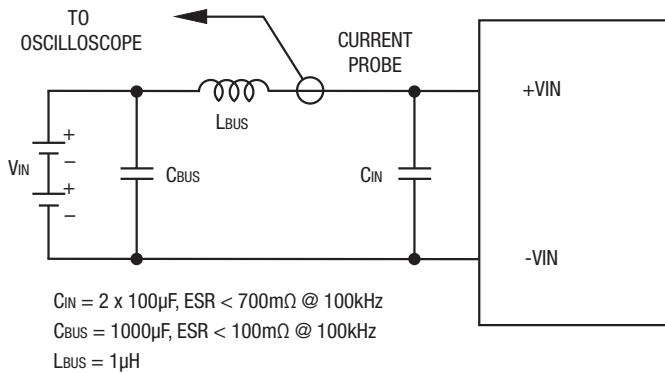 TO
OSCILLOSCOPE
CURRENT
PROBE
+VIN
LBUS
VIN
+
−
+
−
CBUS
CIN
-VIN
CIN = 2 x 100µF, ESR < 700mΩ @ 100kHz
CBUS = 1000µF, ESR < 100mΩ @ 100kHz
LBUS = 1µH